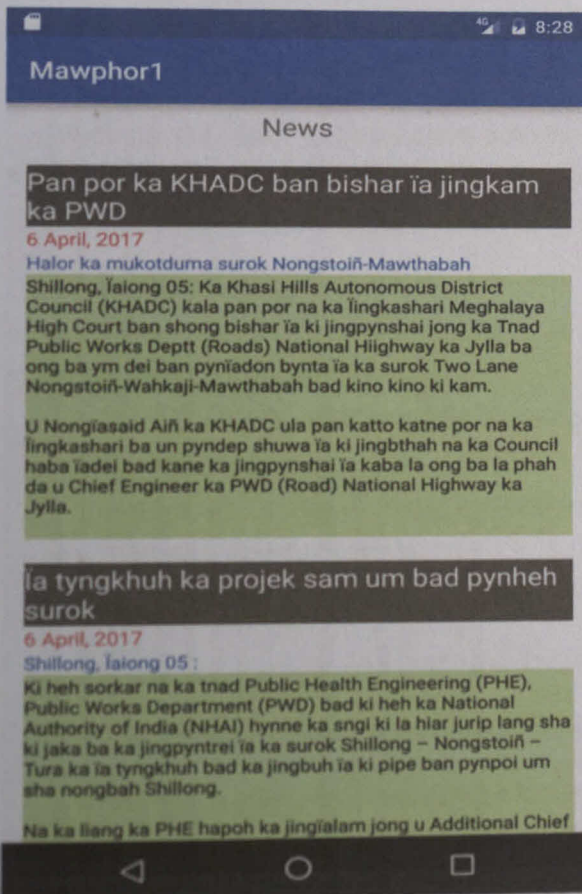 4G 8:28
Mawphor1
News
Pan por ka KHADC ban bishar ïa jingkam
ka PWD
6 April, 2017
Halor ka mukotduma surok Nongstoiñ-Mawthabah
Shillong, Ïaiong 05: Ka Khasi Hills Autonomous District
Council (KHADC) kala pan por na ka Ïingkashari Meghalaya
High Court ban shong bishar ïa ki jingpynshai jong ka Tnad
Public Works Deptt (Roads) National Hiighway ka Jylla ba
ong ba ym dei ban pynïadon bynta ïa ka surok Two Lane
Nongstoiñ-Wahkaji-Mawthabah bad kino kino ki kam.
U Nongïasaid Aiñ ka KHADC ula pan katto katne por na ka
Ïingkashari ba un pyndep shuwa ïa ki jingbthah na ka Council
haba ïadei bad kane ka jingpynshai ïa kaba la ong ba la phah
da u Chief Engineer ka PWD (Road) National Highway ka
Jylla.
Ïa tyngkhuh ka projek sam um bad pynheh
surok
6 April, 2017
Shillong, Ïaiong 05 :
Ki heh sorkar na ka tnad Public Health Engineering (PHE),
Public Works Department (PWD) bad ki heh ka National
Authority of India (NHAI) hynne ka sngi ki la hiar jurip lang sha
ki jaka ba ka jingpyntrei ïa ka surok Shillong – Nongstoiñ –
Tura ka ïa tyngkhuh bad ka jingbuh ïa ki pipe ban pynpoi um
sha nongbah Shillong.
Na ka liang ka PHE hapoh ka jingïalam jong u Additional Chief